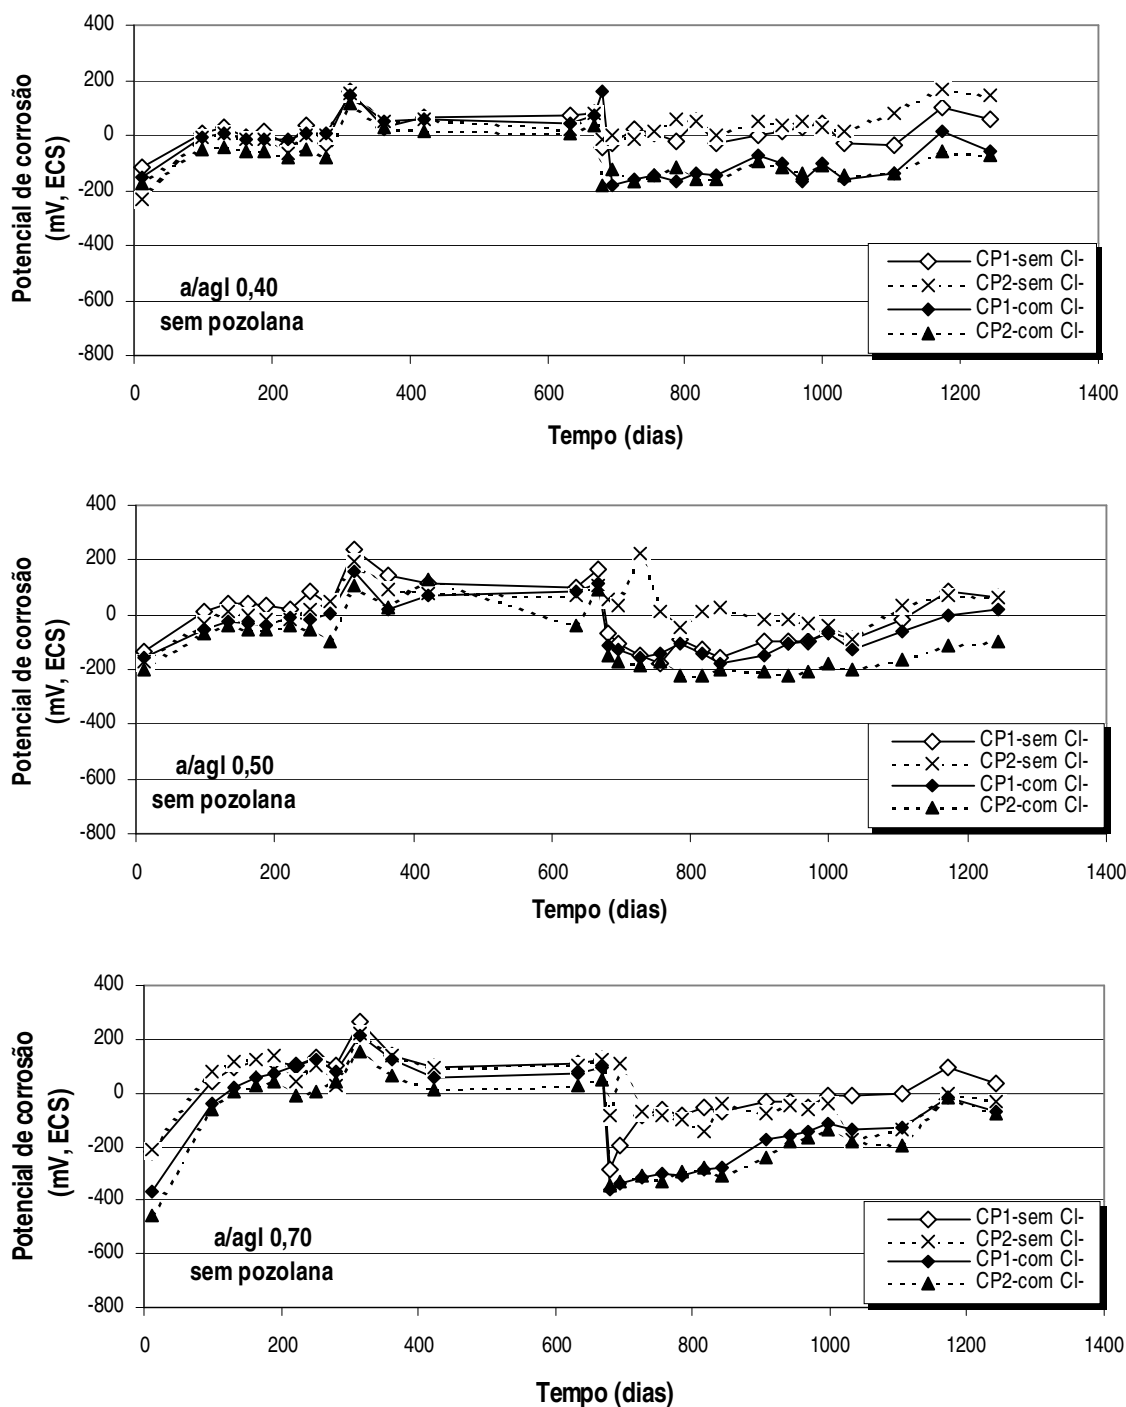 400
200
0
-200
-400
-600
-800
Potencial de corrosão
(mV, ECS)
a/agl 0,40
sem pozolana
CP1-sem Cl-
CP2-sem Cl-
CP1-com Cl-
CP2-com Cl-
0 200 400 600 800 1000 1200 1400
Tempo (dias)
400
200
0
-200
-400
-600
-800
Potencial de corrosão
(mV, ECS)
a/agl 0,50
sem pozolana
CP1-sem Cl-
CP2-sem Cl-
CP1-com Cl-
CP2-com Cl-
0 200 400 600 800 1000 1200 1400
Tempo (dias)
400
200
0
-200
-400
-600
-800
Potencial de corrosão
(mV, ECS)
a/agl 0,70
sem pozolana
CP1-sem Cl-
CP2-sem Cl-
CP1-com Cl-
CP2-com Cl-
0 200 400 600 800 1000 1200 1400
Tempo (dias)